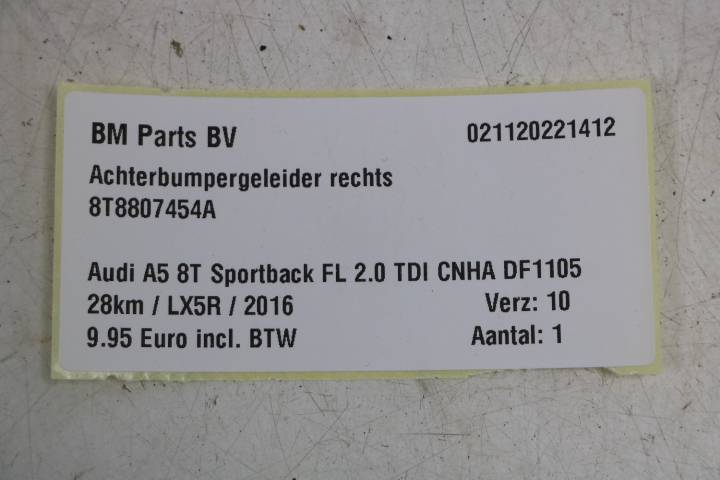 BM Parts BV 021120221412
Achterbumpergeleider rechts
8T8807454A
Audi A5 8T Sportback FL 2.0 TDI CNHA DF1105
28km / LX5R / 2016 Verz: 10
9.95 Euro incl. BTW Aantal: 1